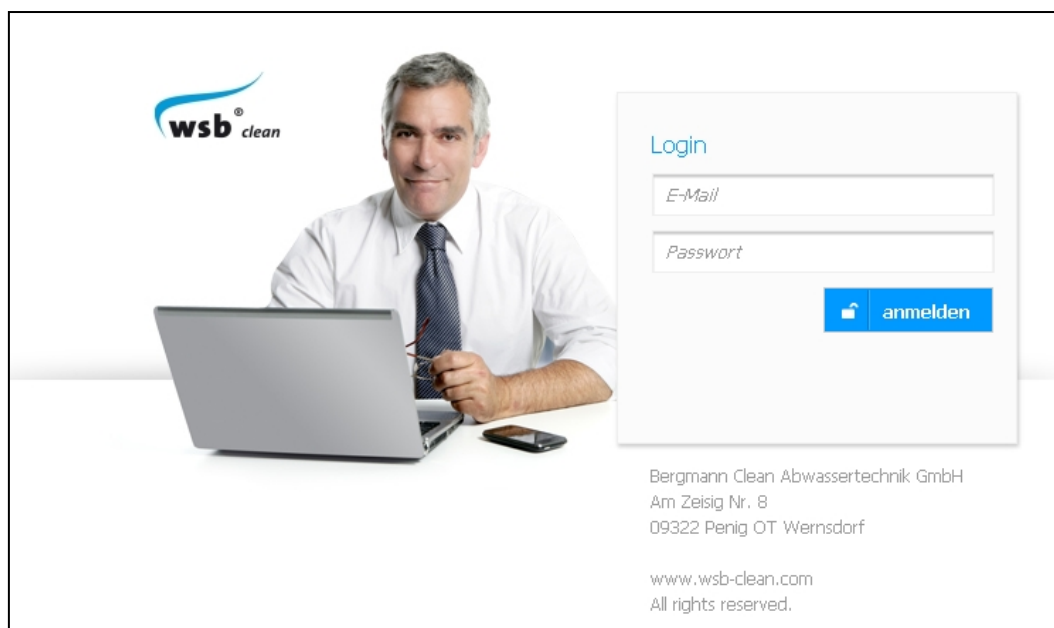 wsb® clean
Login
E-Mail
Passwort
anmelden
Bergmann Clean Abwassertechnik GmbH
Am Zeisig Nr. 8
09322 Penig OT Wernsdorf
www.wsb-clean.com
All rights reserved.